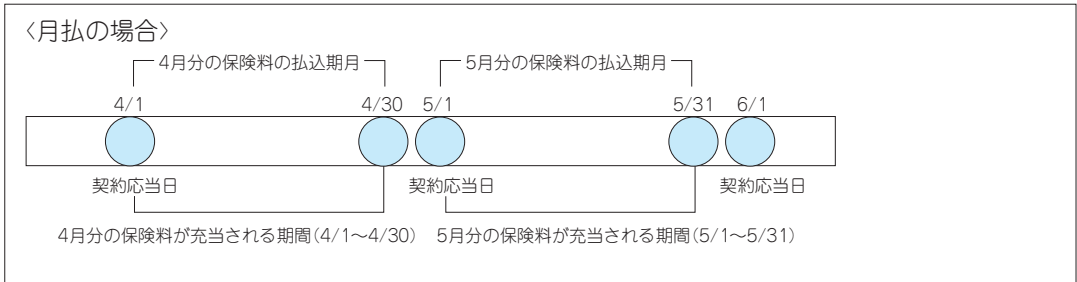 〈月払の場合〉
4月分の保険料の払込期月 5月分の保険料の払込期月
4/1 4/30 5/1 5/31 6/1
契約応当日 契約応当日 契約応当日
4月分の保険料が充当される期間(4/1～4/30) 5月分の保険料が充当される期間(5/1～5/31)